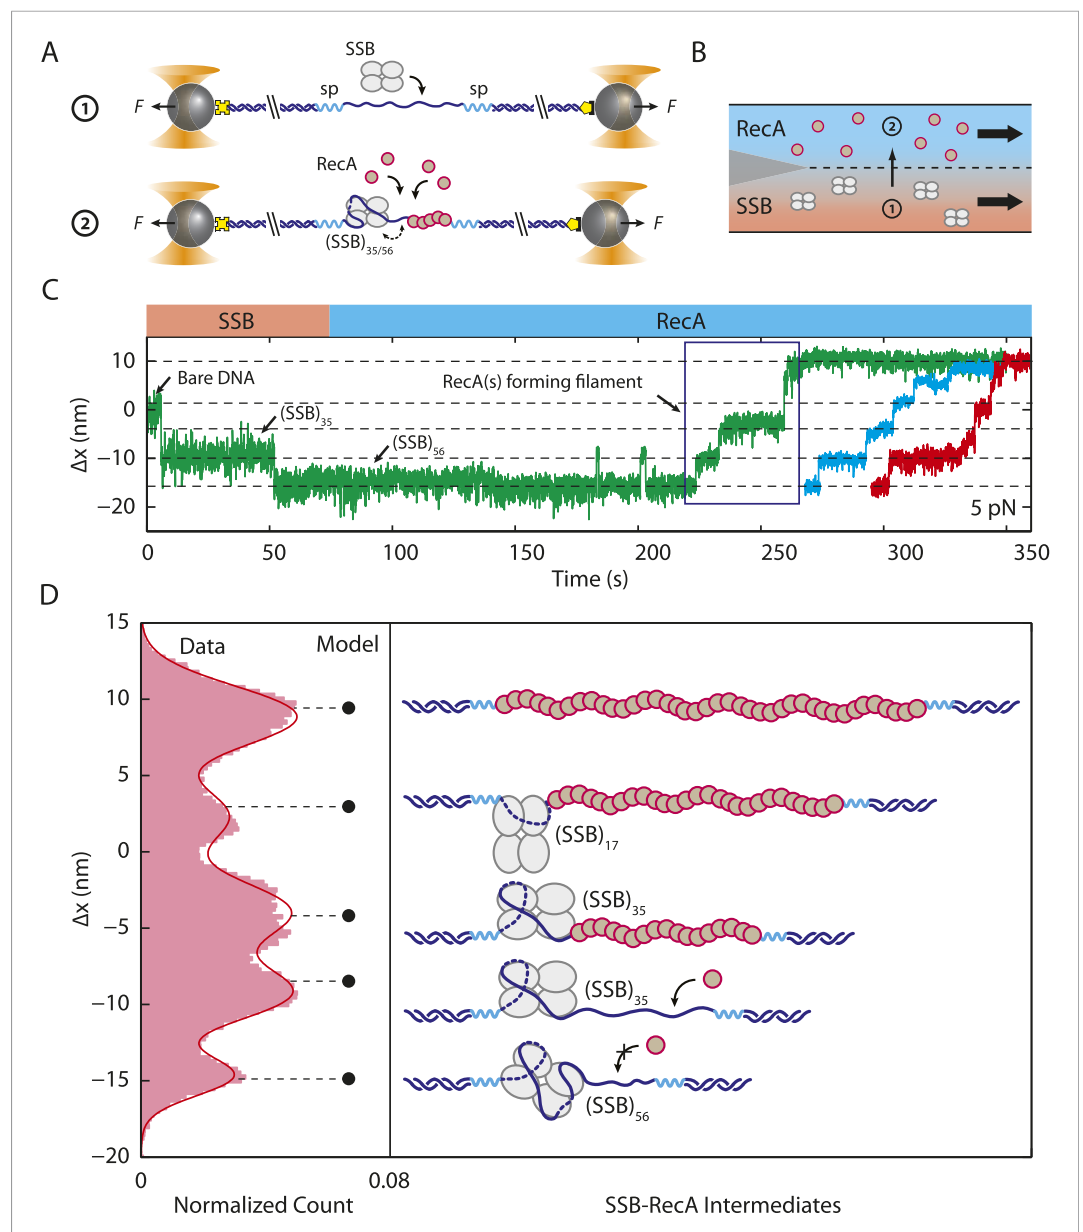 A
SSB
sp
sp
1
F
F
RecA
2
F
F
(SSB)35/56
B
RecA
2
SSB
1
C
SSB
RecA
10
0
−10
−20
Δx (nm)
Bare DNA
(SSB)35
(SSB)56
RecA(s) forming filament
5 pN
0
50
100
150
200
250
300
350
Time (s)
D
15
10
5
0
−5
−10
−15
−20
Δx (nm)
Data
Model
(SSB)17
(SSB)35
(SSB)35
(SSB)56
0
0.08
Normalized Count
SSB-RecA Intermediates